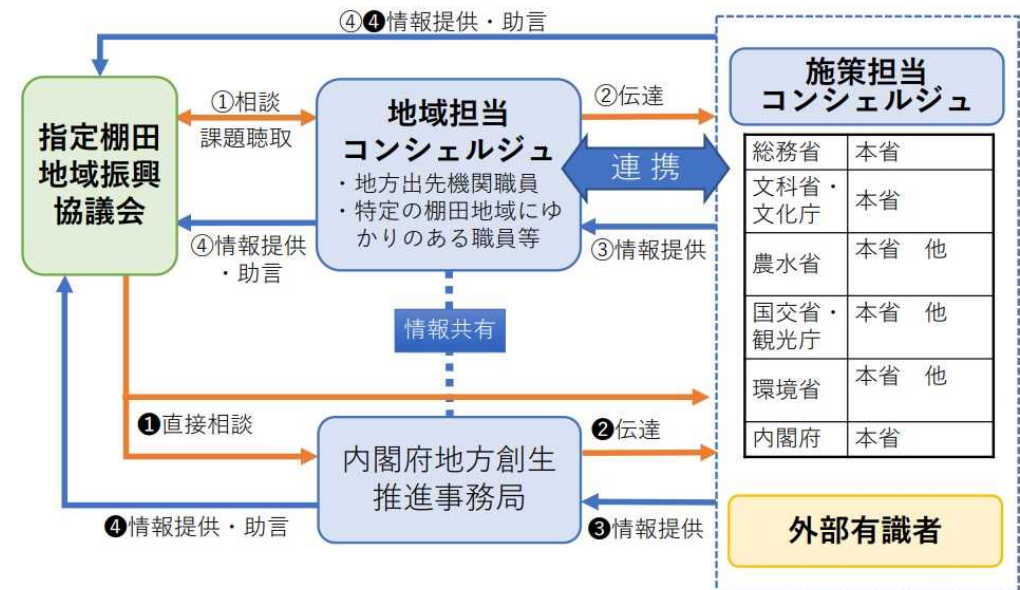 ④❹情報提供・助言
指定棚田
地域振興
協議会
①相談
課題聴取
④情報提供
・助言
地域担当
コンシェルジュ
・地方出先機関職員
・特定の棚田地域にゆ
かりのある職員等
②伝達
連 携
③情報提供
情報共有
❶直接相談
❹情報提供・助言
内閣府地方創生
推進事務局
❷伝達
❸情報提供
施策担当
コンシェルジュ
総務省 本省
文科省・
文化庁 本省
農水省 本省 他
国交省・
観光庁 本省 他
環境省 本省 他
内閣府 本省
外部有識者